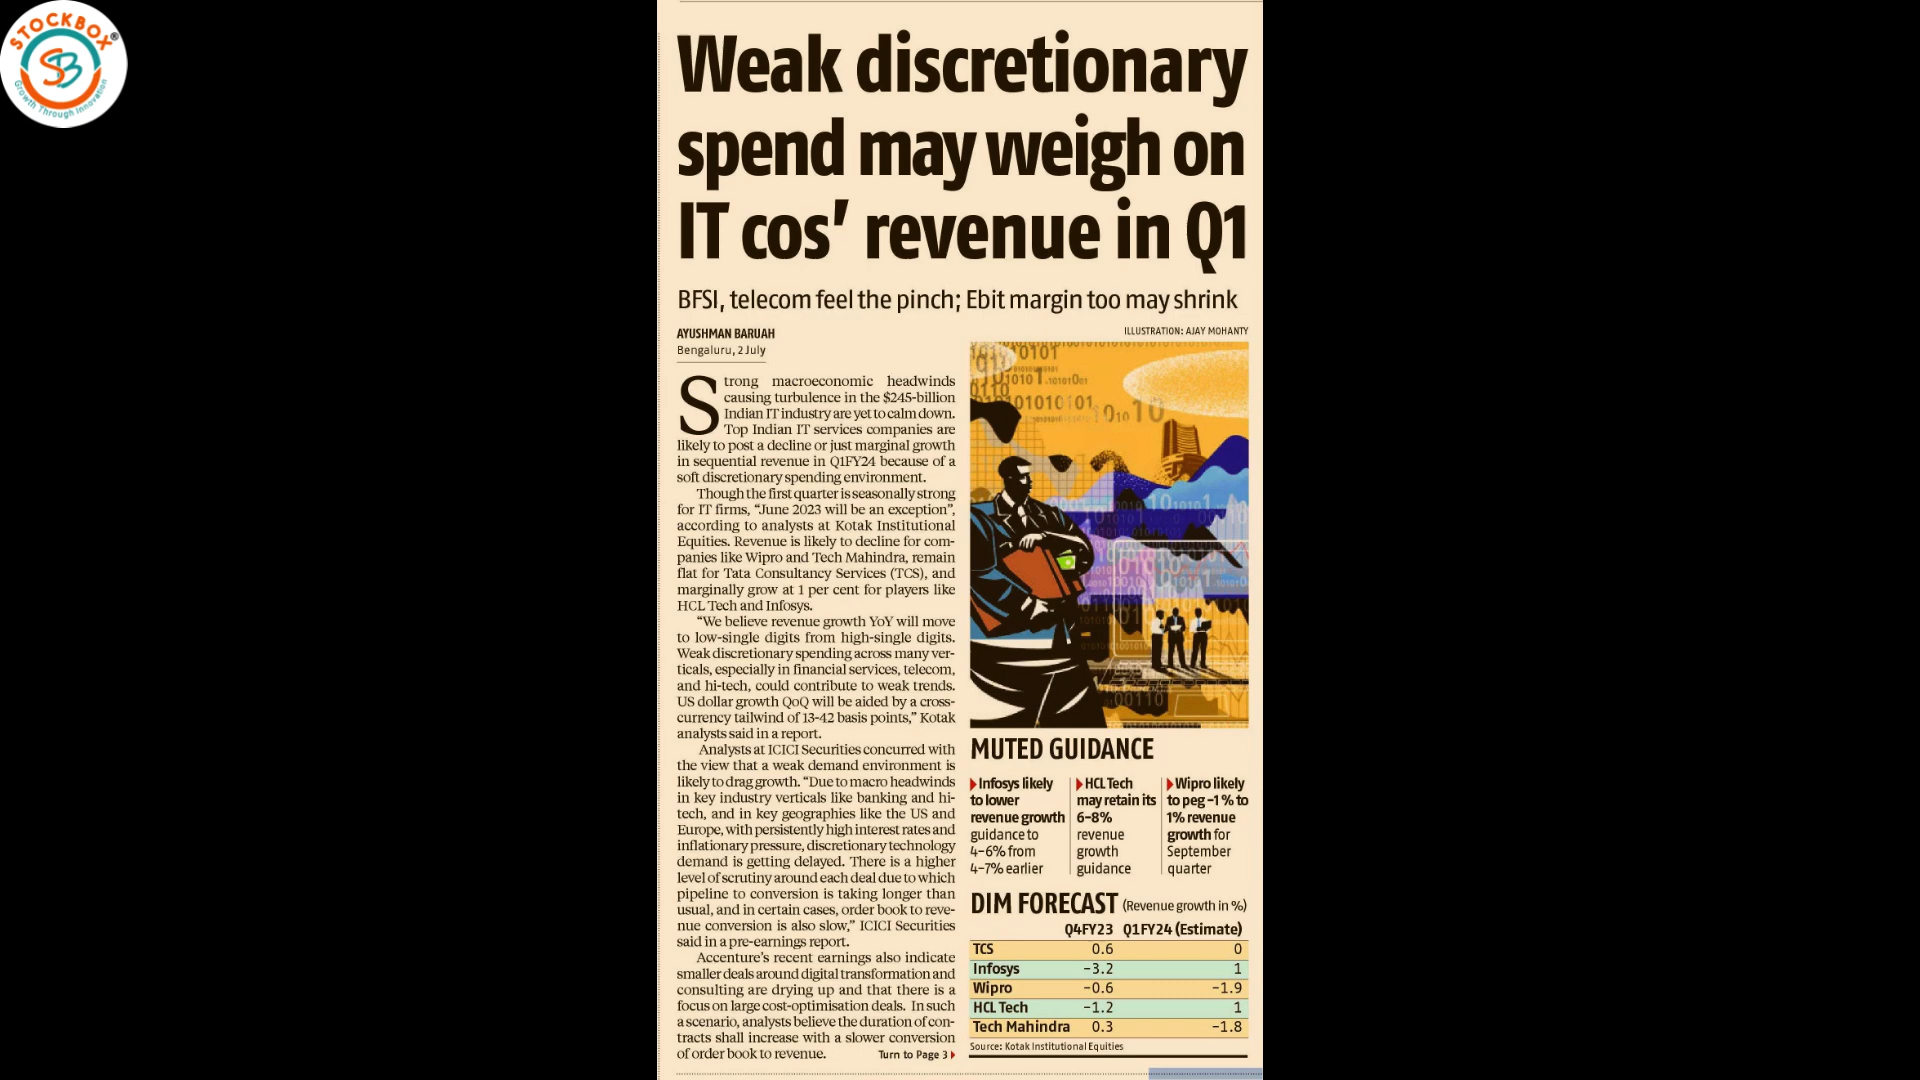 STOCKBOX®
SB
Growth Through Innovation
Weak discretionary
spend may weigh on
IT cos’ revenue in Q1
BFSI, telecom feel the pinch; Ebit margin too may shrink
AYUSHMAN BARUAH
Bengaluru, 2 July
Strong macroeconomic headwinds
causing turbulence in the $245-billion
Indian IT industry are yet to calm down.
Top Indian IT services companies are
likely to post a decline or just marginal growth
in sequential revenue in Q1FY24 because of a
soft discretionary spending environment.
Though the first quarter is seasonally strong
for IT firms, “June 2023 will be an exception”,
according to analysts at Kotak Institutional
Equities. Revenue is likely to decline for com-
panies like Wipro and Tech Mahindra, remain
flat for Tata Consultancy Services (TCS), and
marginally grow at 1 per cent for players like
HCL Tech and Infosys.
“We believe revenue growth YoY will move
to low-single digits from high-single digits.
Weak discretionary spending across many ver-
ticals, especially in financial services, telecom,
and hi-tech, could contribute to weak trends.
US dollar growth QoQ will be aided by a cross-
currency tailwind of 13-42 basis points,” Kotak
analysts said in a report.
Analysts at ICICI Securities concurred with
the view that a weak demand environment is
likely to drag growth. “Due to macro headwinds
in key industry verticals like banking and hi-
tech, and in key geographies like the US and
Europe, with persistently high interest rates and
inflationary pressure, discretionary technology
demand is getting delayed. There is a higher
level of scrutiny around each deal due to which
pipeline to conversion is taking longer than
usual, and in certain cases, order book to reve-
nue conversion is also slow,” ICICI Securities
said in a pre-earnings report.
Accenture’s recent earnings also indicate
smaller deals around digital transformation and
consulting are drying up and that there is a
focus on large cost-optimisation deals. In such
a scenario, analysts believe the duration of con-
tracts shall increase with a slower conversion
of order book to revenue.
Turn to Page 3
ILLUSTRATION: AJAY MOHANTY
MUTED GUIDANCE
Infosys likely
to lower
revenue growth
guidance to
4-6% from
4-7% earlier
HCL Tech
may retain its
6-8%
revenue
growth
guidance
Wipro likely
to peg -1% to
1% revenue
growth for
September
quarter
DIM FORECAST (Revenue growth in %)
Q4FY23 Q1FY24 (Estimate)
TCS 0.6 0
Infosys -3.2 1
Wipro -0.6 -1.9
HCL Tech -1.2 1
Tech Mahindra 0.3 -1.8
Source: Kotak Institutional Equities